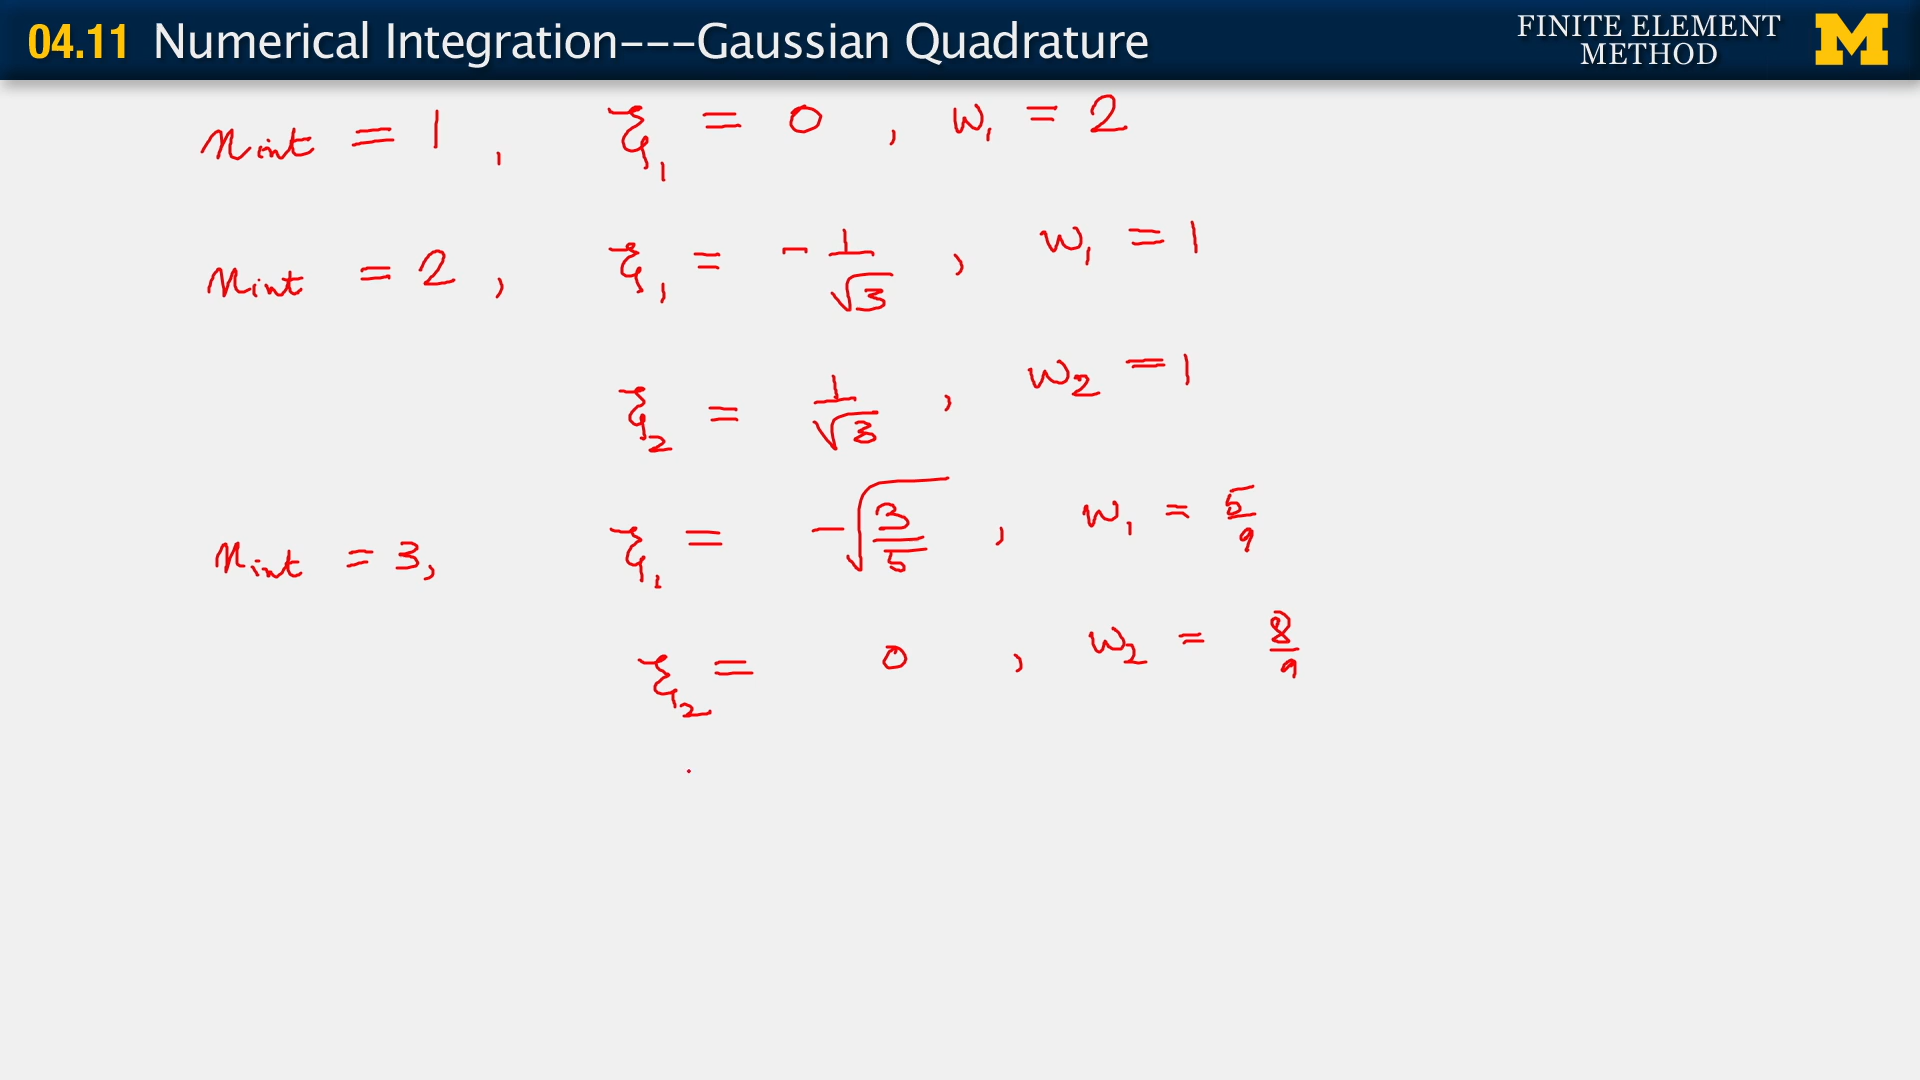 04.11 Numerical Integration---Gaussian Quadrature
FINITE ELEMENT
METHOD
M
n_int = 1 , ξ_1 = 0 , w_1 = 2
n_int = 2 , ξ_1 = -1/√3 , w_1 = 1
ξ_2 = 1/√3 , w_2 = 1
n_int = 3, ξ_1 = -√(3/5) , w_1 = 5/9
ξ_2 = 0 , w_2 = 8/9